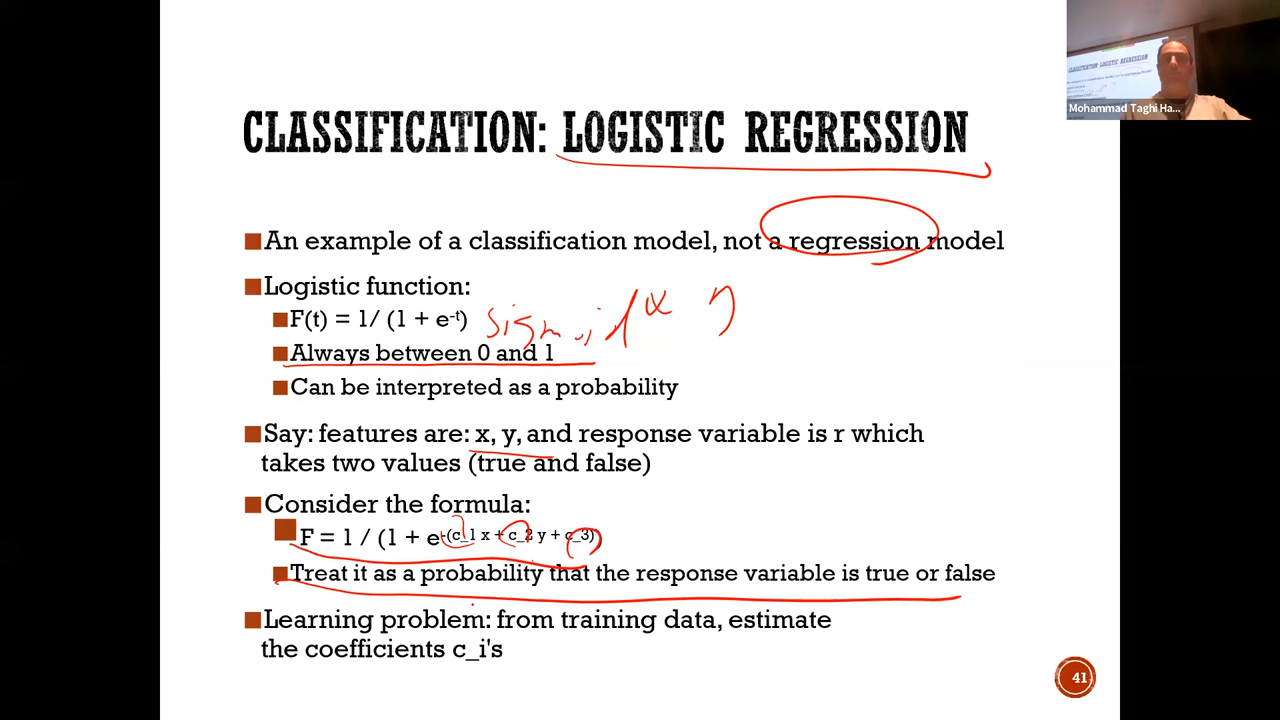 CLASSIFICATION: LOGISTIC REGRESSION
Mohammad Taghi Ha...
An example of a classification model, not a regression model
Logistic function:
F(t) = 1/ (1 + e-t)
sigmoid x y
Always between 0 and 1
Can be interpreted as a probability
Say: features are: x, y, and response variable is r which
takes two values (true and false)
Consider the formula:
F = 1 / (1 + e-(c_1 x + c_2 y + c_3)
Treat it as a probability that the response variable is true or false
Learning problem: from training data, estimate
the coefficients c_i's
41